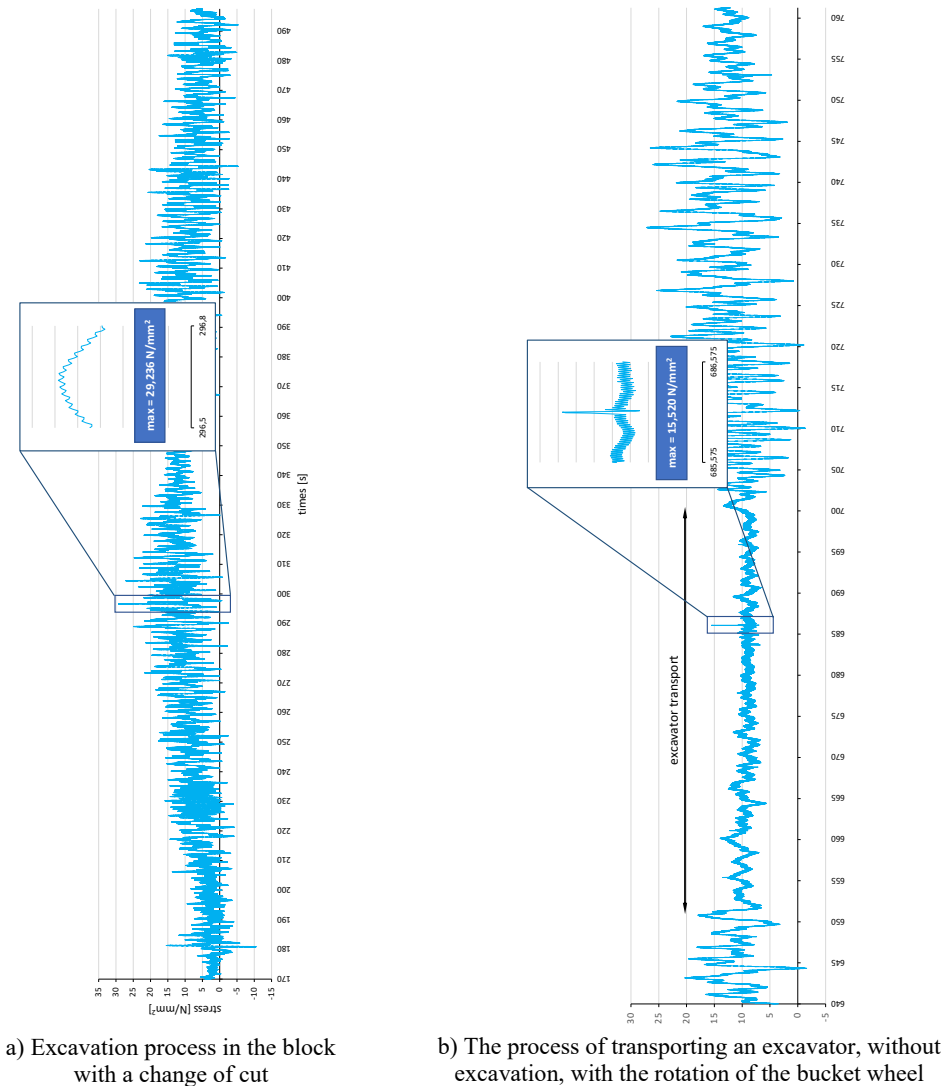 35
30
25
20
15
10
5
0
-5
-10
-15
stress [N/mm²]
170 180 190 200 210 220 230 240 250 260 270 280 290 300 310 320 330 340 350 360 370 380 390 400 410 420 430 440 450 460 470 480 490
times [s]
max = 29,236 N/mm²
296,5 296,8
30
25
20
15
10
5
0
-5
640 645 650 655 660 665 670 675 680 685 690 695 700 705 710 715 720 725 730 735 740 745 750 755 760
excavator transport
max = 15,520 N/mm²
685,575 686,575
a) Excavation process in the block
with a change of cut
b) The process of transporting an excavator, without
excavation, with the rotation of the bucket wheel